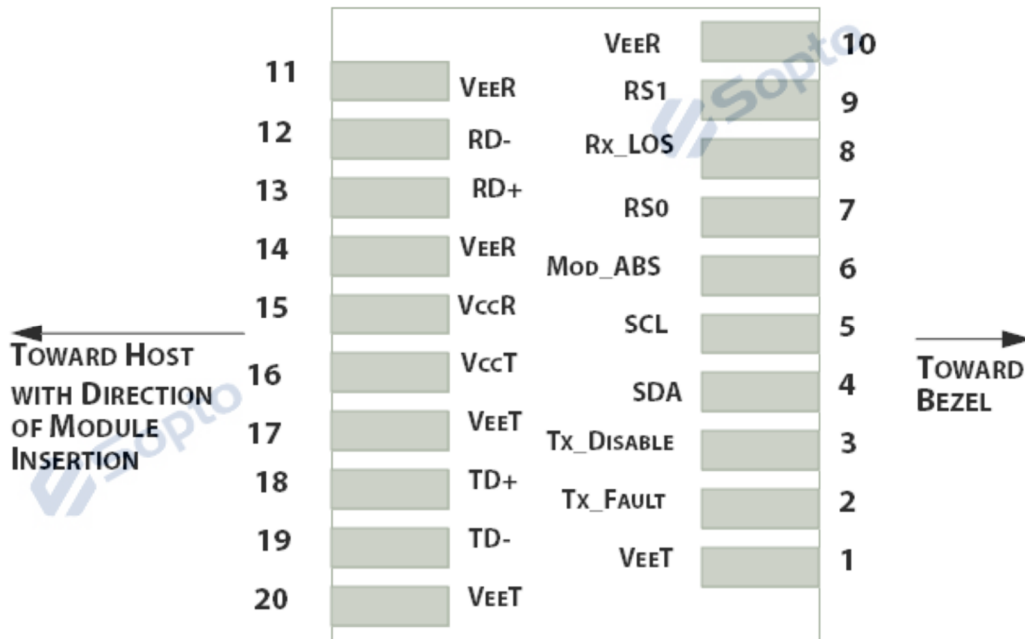 VEER 10
11 VEER
RS1 9
12 RD-
Rx_LOS 8
13 RD+
RS0 7
14 VEER
MOD_ABS 6
15 VCCR
SCL 5
TOWARD HOST
WITH DIRECTION
OF MODULE
INSERTION
TOWARD
BEZEL
16 VCCT
SDA 4
17 VEET
TX_DISABLE 3
18 TD+
TX_FAULT 2
19 TD-
VEET 1
20 VEET
Sopto
Sopto